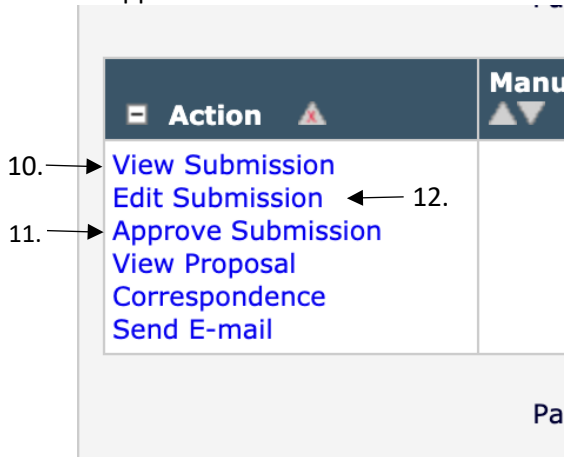 Manu
Action
10. View Submission
Edit Submission 12.
11. Approve Submission
View Proposal
Correspondence
Send E-mail
Pa